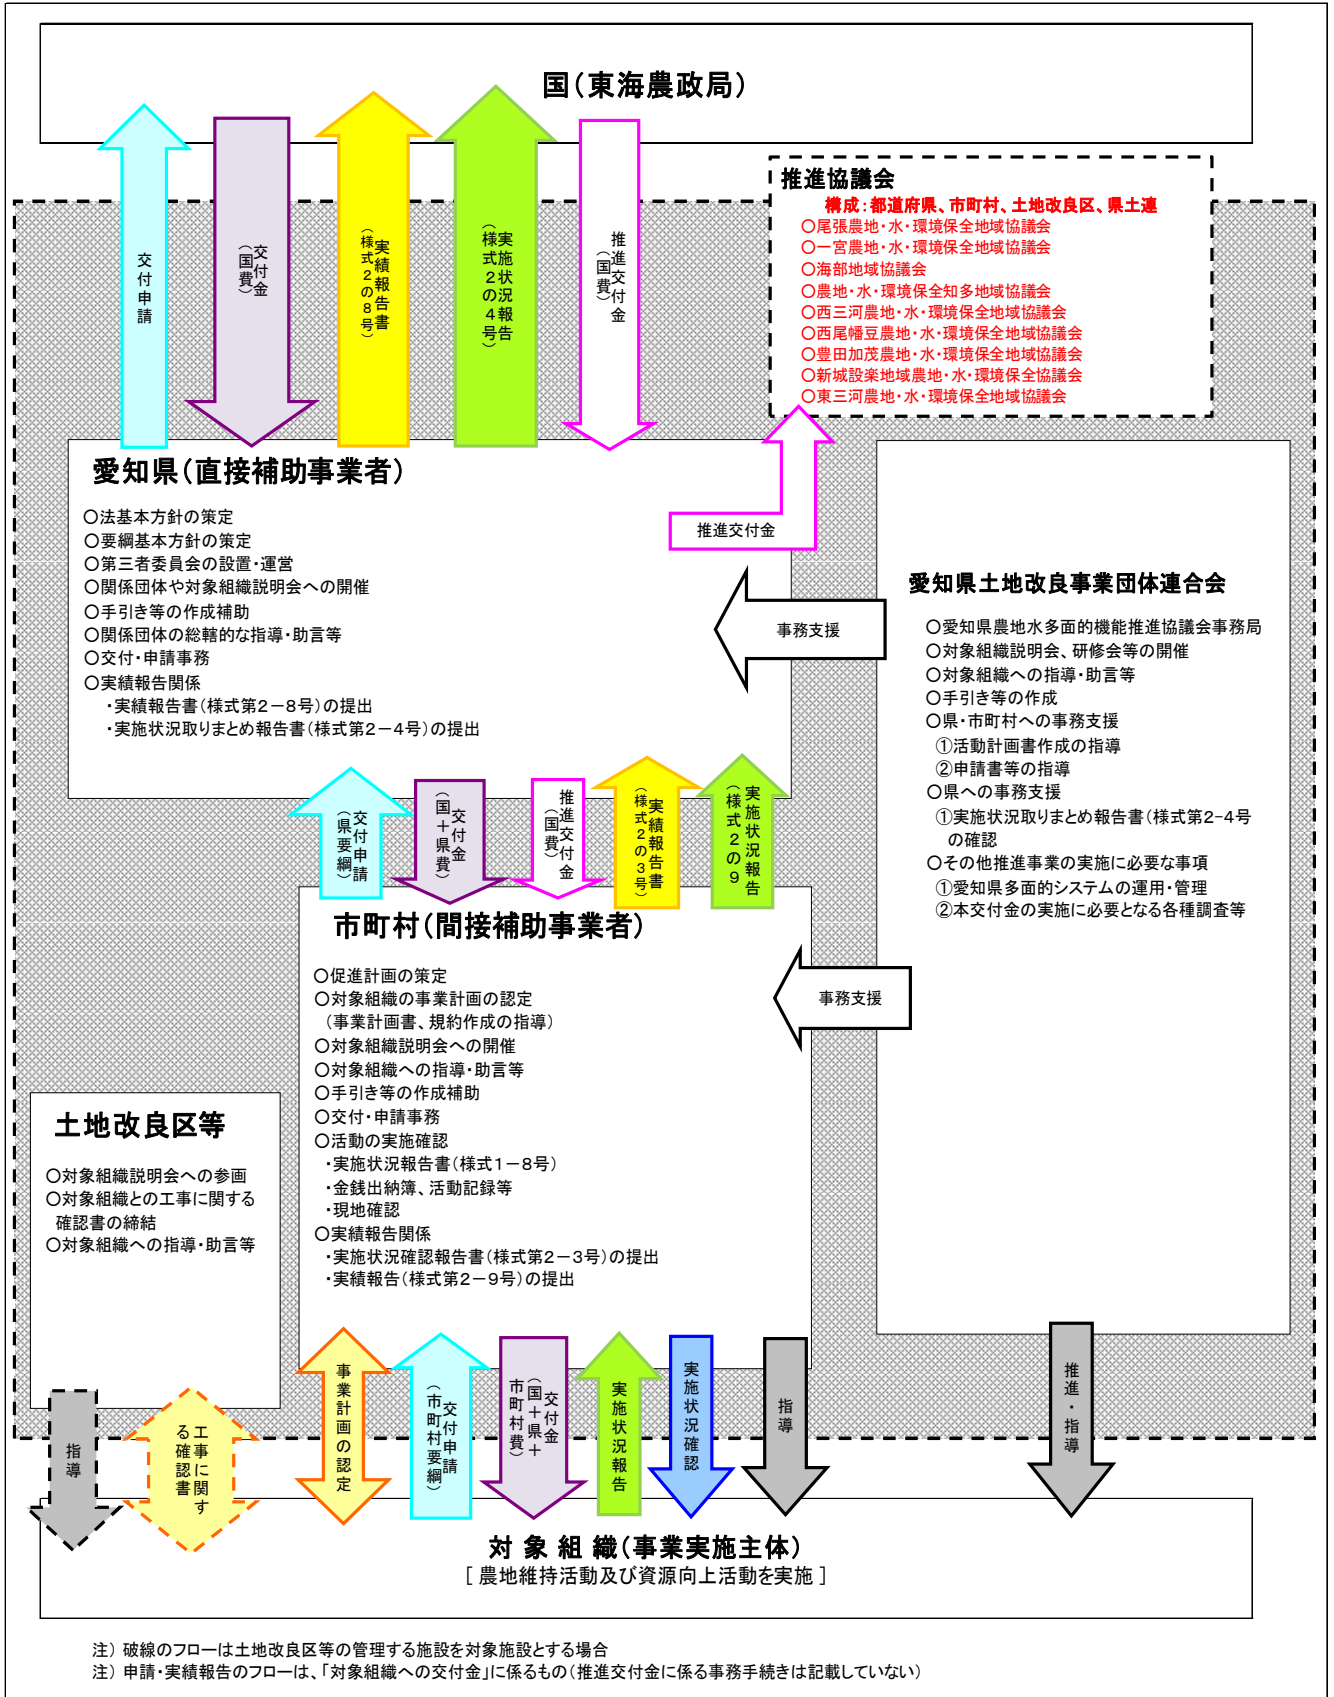 国（東海農政局）
交付申請
交付金
（国費）
実績報告書
（様式２の８号）
実施状況報告
（様式２の４号）
推進交付金
（国費）
推進協議会
構成：都道府県、市町村、土地改良区、県土連
○尾張農地・水・環境保全地域協議会
○一宮農地・水・環境保全地域協議会
○海部地域協議会
○農地・水・環境保全知多地域協議会
○西三河農地・水・環境保全地域協議会
○西尾幡豆農地・水・環境保全地域協議会
○豊田加茂農地・水・環境保全地域協議会
○新城設楽地域農地・水・環境保全協議会
○東三河農地・水・環境保全地域協議会
愛知県（直接補助事業者）
○法基本方針の策定
○要綱基本方針の策定
○第三者委員会の設置・運営
○関係団体や対象組織説明会への開催
○手引き等の作成補助
○関係団体の総轄的な指導・助言等
○交付・申請事務
○実績報告関係
・実績報告書（様式第２－８号）の提出
・実施状況取りまとめ報告書（様式第２－４号）の提出
推進交付金
事務支援
愛知県土地改良事業団体連合会
○愛知県農地水多面的機能推進協議会事務局
○対象組織説明会、研修会等の開催
○対象組織への指導・助言等
○手引き等の作成
○県・市町村への事務支援
①活動計画書作成の指導
②申請書等の指導
○県への事務支援
①実施状況取りまとめ報告書（様式第2-4号
の確認
○その他推進事業の実施に必要な事項
①愛知県多面的システムの運用・管理
②本交付金の実施に必要となる各種調査等
交付申請
（県要綱）
交付金
（国＋県費）
推進交付金
（国費）
実績報告書
（様式２の３号）
実施状況報告
（様式２の９
市町村（間接補助事業者）
○促進計画の策定
○対象組織の事業計画の認定
（事業計画書、規約作成の指導）
○対象組織説明会への開催
○対象組織への指導・助言等
○手引き等の作成補助
○交付・申請事務
○活動の実施確認
・実施状況報告書（様式１－８号）
・金銭出納簿、活動記録等
・現地確認
○実績報告関係
・実施状況確認報告書（様式第２－３号）の提出
・実績報告（様式第２－９号）の提出
事務支援
土地改良区等
○対象組織説明会への参画
○対象組織との工事に関する
確認書の締結
○対象組織への指導・助言等
指導
工事に関す
る確認書
事業計画の認定
交付申請
（市町村要綱）
交付金
（国＋県＋
市町村費）
実施状況報告
実施状況確認
指導
推進・指導
対 象 組 織（事業実施主体）
［ 農地維持活動及び資源向上活動を実施 ］
注） 破線のフローは土地改良区等の管理する施設を対象施設とする場合
注） 申請・実績報告のフローは、「対象組織への交付金」に係るもの（推進交付金に係る事務手続きは記載していない）